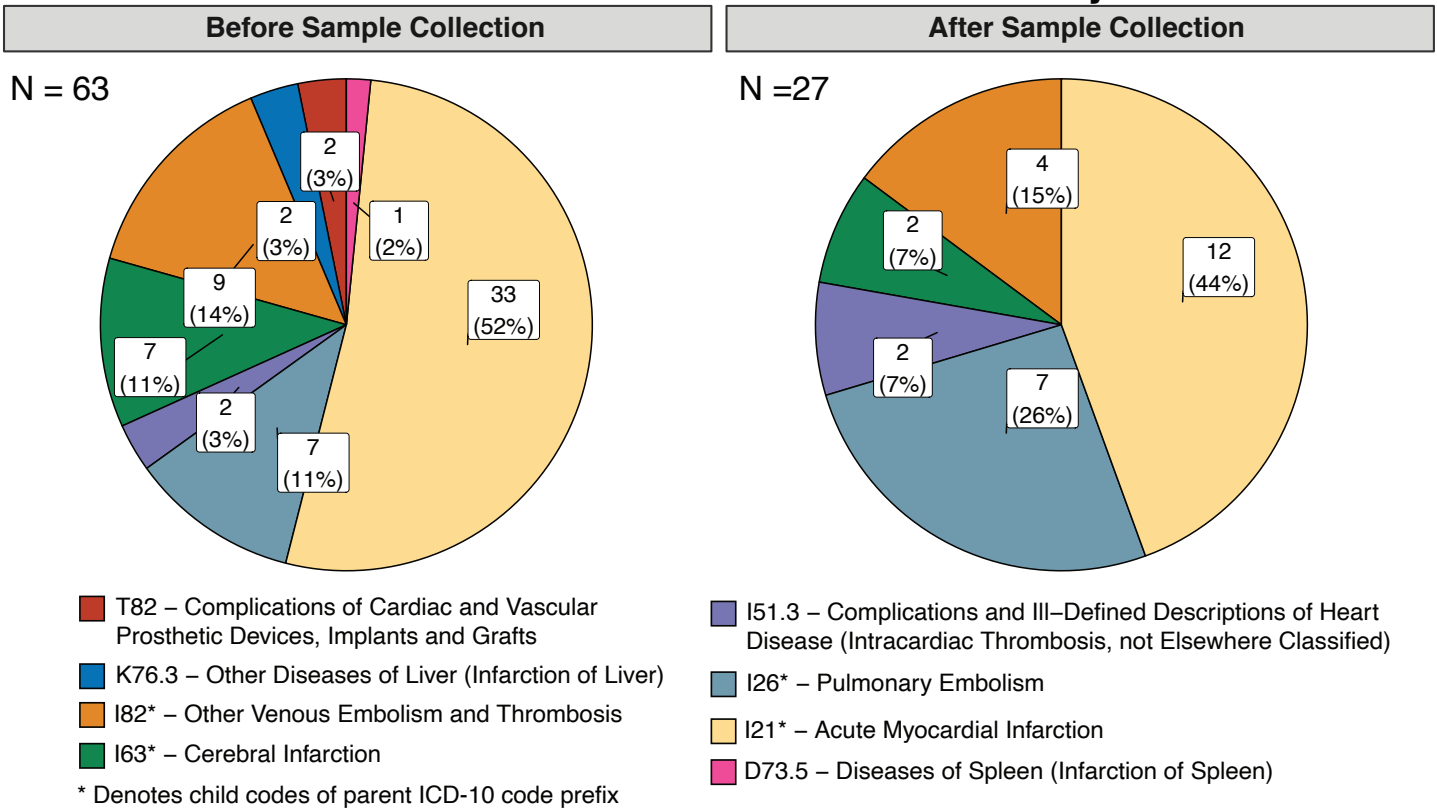 Before Sample Collection
N = 63
2
(3%)
2
(3%)
1
(2%)
9
(14%)
33
(52%)
7
(11%)
2
(3%)
7
(11%)
After Sample Collection
N =27
4
(15%)
2
(7%)
12
(44%)
2
(7%)
7
(26%)
T82 – Complications of Cardiac and Vascular
Prosthetic Devices, Implants and Grafts
K76.3 – Other Diseases of Liver (Infarction of Liver)
I82* – Other Venous Embolism and Thrombosis
I63* – Cerebral Infarction
* Denotes child codes of parent ICD-10 code prefix
I51.3 – Complications and Ill–Defined Descriptions of Heart
Disease (Intracardiac Thrombosis, not Elsewhere Classified)
I26* – Pulmonary Embolism
I21* – Acute Myocardial Infarction
D73.5 – Diseases of Spleen (Infarction of Spleen)